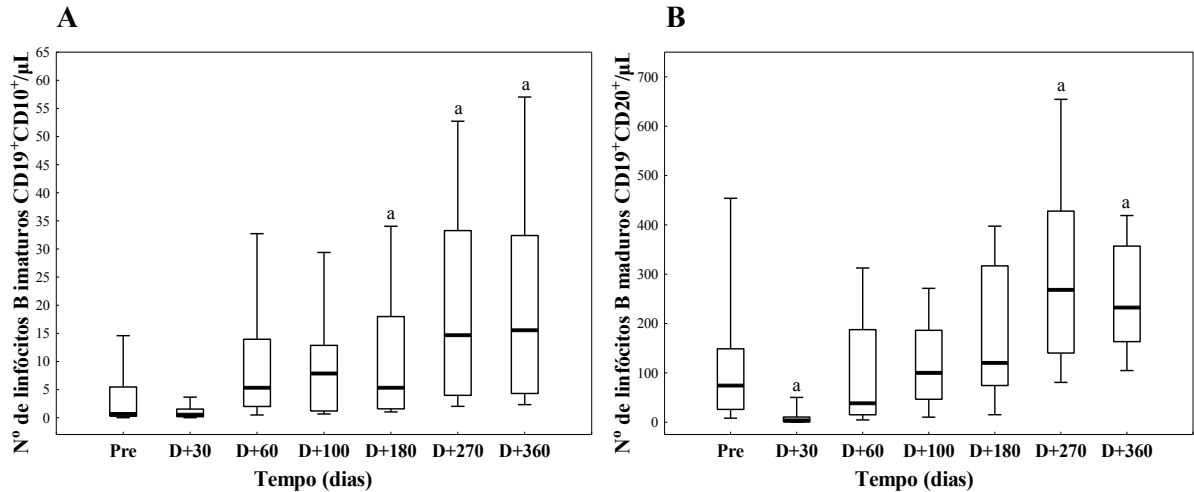 A
Nº de linfócitos B imaturos CD19⁺CD10⁺/µL
65
60
55
50
45
40
35
30
25
20
15
10
5
0
a
a
a
Pre D+30 D+60 D+100 D+180 D+270 D+360
Tempo (dias)
B
Nº de linfócitos B maduros CD19⁺CD20⁺/µL
700
600
500
400
300
200
100
0
a
a
a
Pre D+30 D+60 D+100 D+180 D+270 D+360
Tempo (dias)